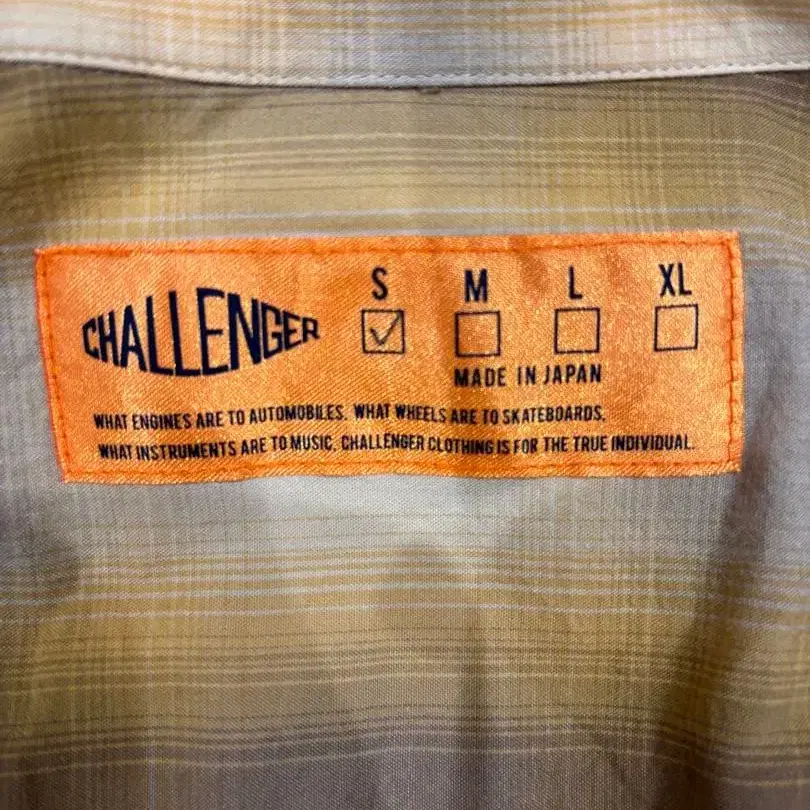 CHALLENGER
S M L XL
MADE IN JAPAN
WHAT ENGINES ARE TO AUTOMOBILES. WHAT WHEELS ARE TO SKATEBOARDS.
WHAT INSTRUMENTS ARE TO MUSIC. CHALLENGER CLOTHING IS FOR THE TRUE INDIVIDUAL.